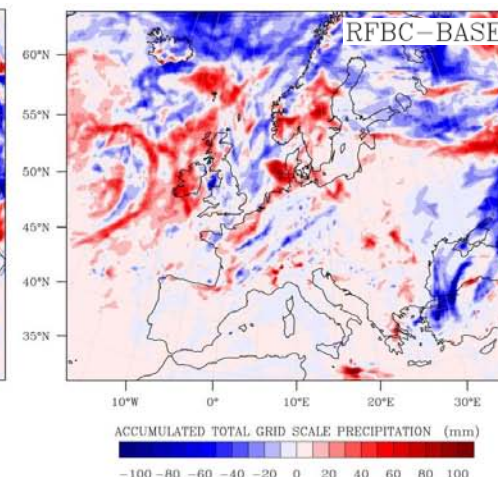 RFBC-BASE
60°N
55°N
50°N
45°N
40°N
35°N
10°W 0° 10°E 20°E 30°E
ACCUMULATED TOTAL GRID SCALE PRECIPITATION (mm)
-100 -80 -60 -40 -20 0 20 40 60 80 100